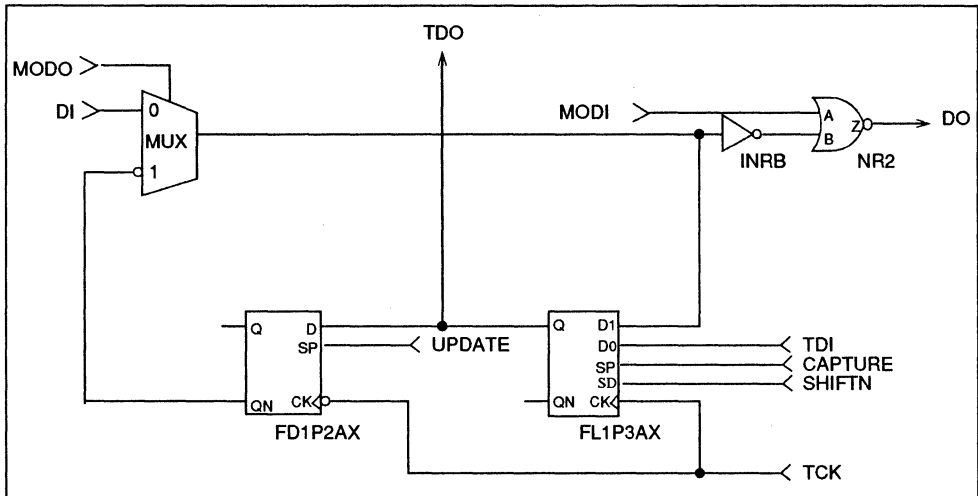 TDO
MODO
DI
0
MUX
1
MODI
A
B
Z
DO
INRB
NR2
Q
D
SP
UPDATE
QN
CK
FD1P2AX
Q
D1
D0
TDI
SP
CAPTURE
SD
SHIFTN
QN
CK
FL1P3AX
TCK